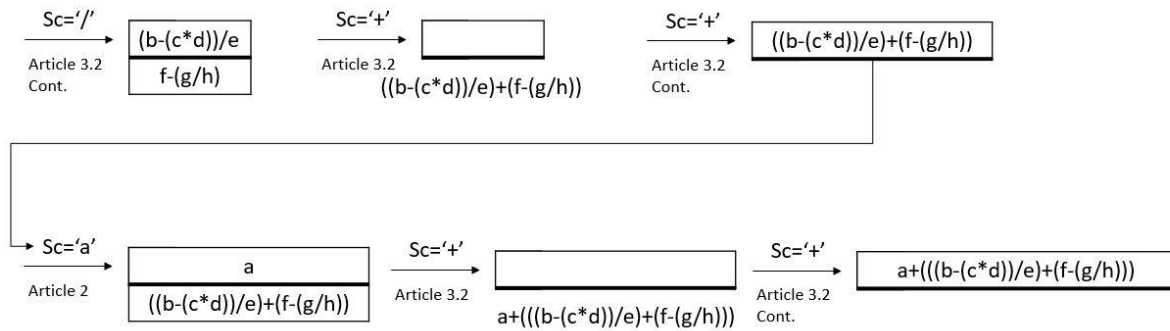 Sc=‘/’
Article 3.2
Cont.
(b-(c*d))/e
f-(g/h)
Sc=‘+’
Article 3.2
((b-(c*d))/e)+(f-(g/h))
Sc=‘+’
Article 3.2
Cont.
((b-(c*d))/e)+(f-(g/h))
Sc=‘a’
Article 2
a
((b-(c*d))/e)+(f-(g/h))
Sc=‘+’
Article 3.2
a+(((b-(c*d))/e)+(f-(g/h)))
Sc=‘+’
Article 3.2
Cont.
a+(((b-(c*d))/e)+(f-(g/h)))